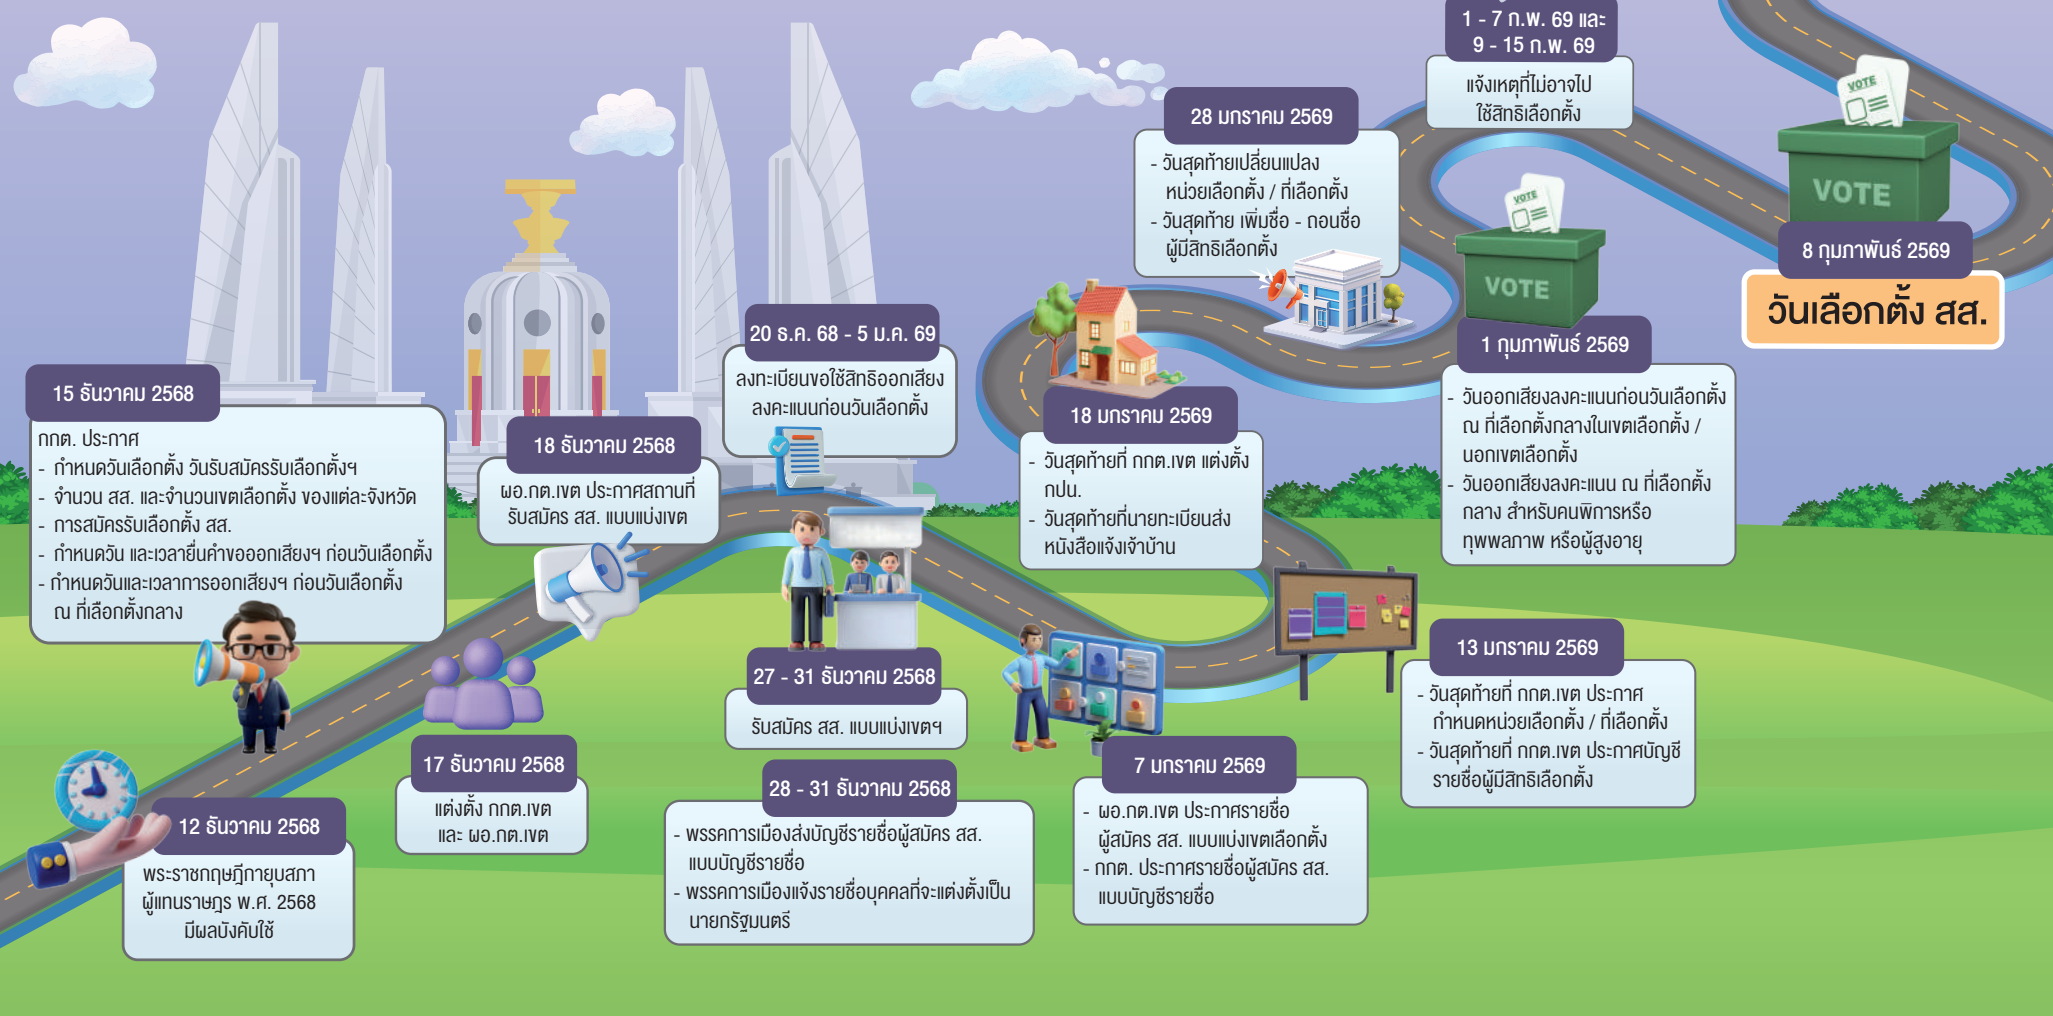 12 ธันวาคม 2568
พระราชกฤษฎีกายุบสภา
ผู้แทนราษฎร พ.ศ. 2568
มีผลบังคับใช้
15 ธันวาคม 2568
กกต. ประกาศ
- กำหนดวันเลือกตั้ง วันรับสมัครรับเลือกตั้งฯ
- จำนวน สส. และจำนวนเขตเลือกตั้ง ของแต่ละจังหวัด
- การสมัครรับเลือกตั้ง สส.
- กำหนดวัน และเวลายื่นคำขอออกเสียงฯ ก่อนวันเลือกตั้ง
- กำหนดวันและเวลาการออกเสียงฯ ก่อนวันเลือกตั้ง
ณ ที่เลือกตั้งกลาง
17 ธันวาคม 2568
แต่งตั้ง กกต.เขต
และ ผอ.กต.เขต
18 ธันวาคม 2568
ผอ.กต.เขต ประกาศสถานที่
รับสมัคร สส. แบบแบ่งเขต
20 ธ.ค. 68 - 5 ม.ค. 69
ลงทะเบียนขอใช้สิทธิออกเสียง
ลงคะแนนก่อนวันเลือกตั้ง
27 - 31 ธันวาคม 2568
รับสมัคร สส. แบบแบ่งเขตฯ
28 - 31 ธันวาคม 2568
- พรรคการเมืองส่งบัญชีรายชื่อผู้สมัคร สส.
แบบบัญชีรายชื่อ
- พรรคการเมืองแจ้งรายชื่อบุคคลที่จะแต่งตั้งเป็น
นายกรัฐมนตรี
7 มกราคม 2569
- ผอ.กต.เขต ประกาศรายชื่อ
ผู้สมัคร สส. แบบแบ่งเขตเลือกตั้ง
- กกต. ประกาศรายชื่อผู้สมัคร สส.
แบบบัญชีรายชื่อ
13 มกราคม 2569
- วันสุดท้ายที่ กกต.เขต ประกาศ
กำหนดหน่วยเลือกตั้ง / ที่เลือกตั้ง
- วันสุดท้ายที่ กกต.เขต ประกาศบัญชี
รายชื่อผู้มีสิทธิเลือกตั้ง
18 มกราคม 2569
- วันสุดท้ายที่ กกต.เขต แต่งตั้ง
กปน.
- วันสุดท้ายที่นายทะเบียนส่ง
หนังสือแจ้งเจ้าบ้าน
28 มกราคม 2569
- วันสุดท้ายเปลี่ยนแปลง
หน่วยเลือกตั้ง / ที่เลือกตั้ง
- วันสุดท้าย เพิ่มชื่อ - ถอนชื่อ
ผู้มีสิทธิเลือกตั้ง
VOTE
VOTE
1 กุมภาพันธ์ 2569
- วันออกเสียงลงคะแนนก่อนวันเลือกตั้ง
ณ ที่เลือกตั้งกลางในเขตเลือกตั้ง /
นอกเขตเลือกตั้ง
- วันออกเสียงลงคะแนน ณ ที่เลือกตั้ง
กลาง สำหรับคนพิการหรือ
ทุพพลภาพ หรือผู้สูงอายุ
1 - 7 ก.พ. 69 และ
9 - 15 ก.พ. 69
แจ้งเหตุที่ไม่อาจไป
ใช้สิทธิเลือกตั้ง
VOTE
VOTE
8 กุมภาพันธ์ 2569
วันเลือกตั้ง สส.